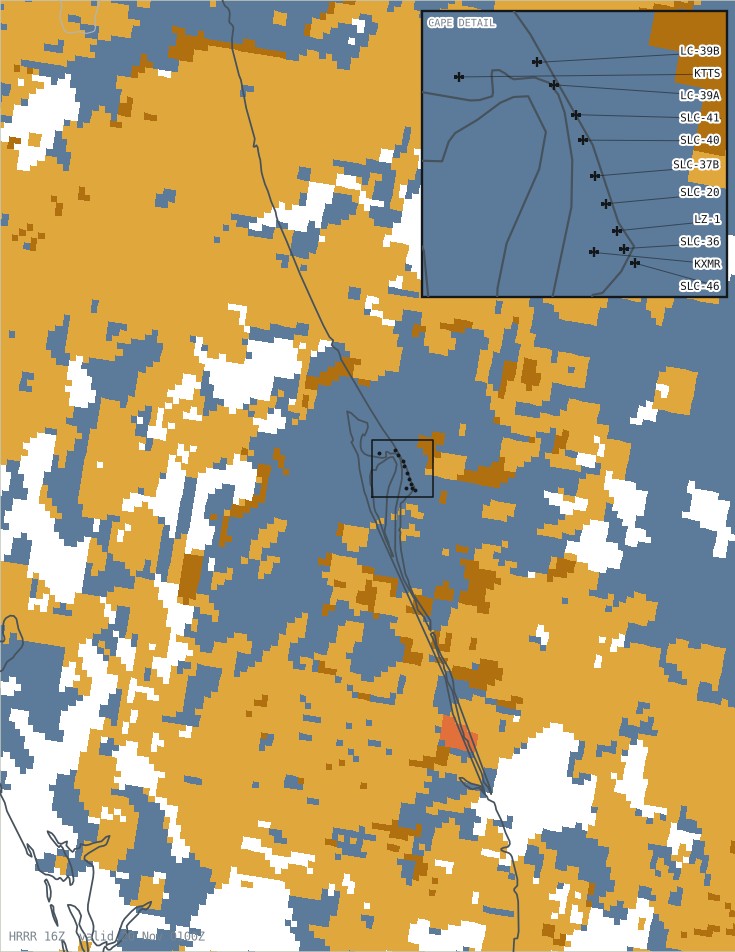 CAPE DETAIL
LC-39B
KTTS
LC-39A
SLC-41
SLC-40
SLC-37B
SLC-20
LZ-1
SLC-36
KXMR
SLC-46
HRRR 16Z valid